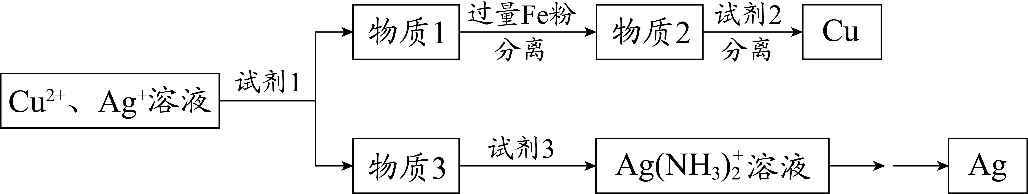 物质1
过量Fe粉
分离
物质2
试剂2
分离
Cu
Cu²⁺、Ag⁺溶液
试剂1
物质3
试剂3
Ag(NH₃)₂⁺溶液
Ag